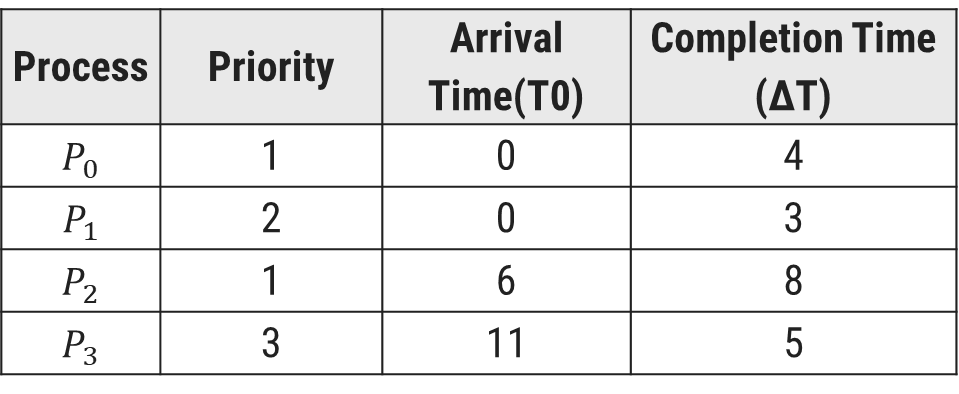 Process Priority Arrival Time(T0) Completion Time (ΔT)
P0 1 0 4
P1 2 0 3
P2 1 6 8
P3 3 11 5